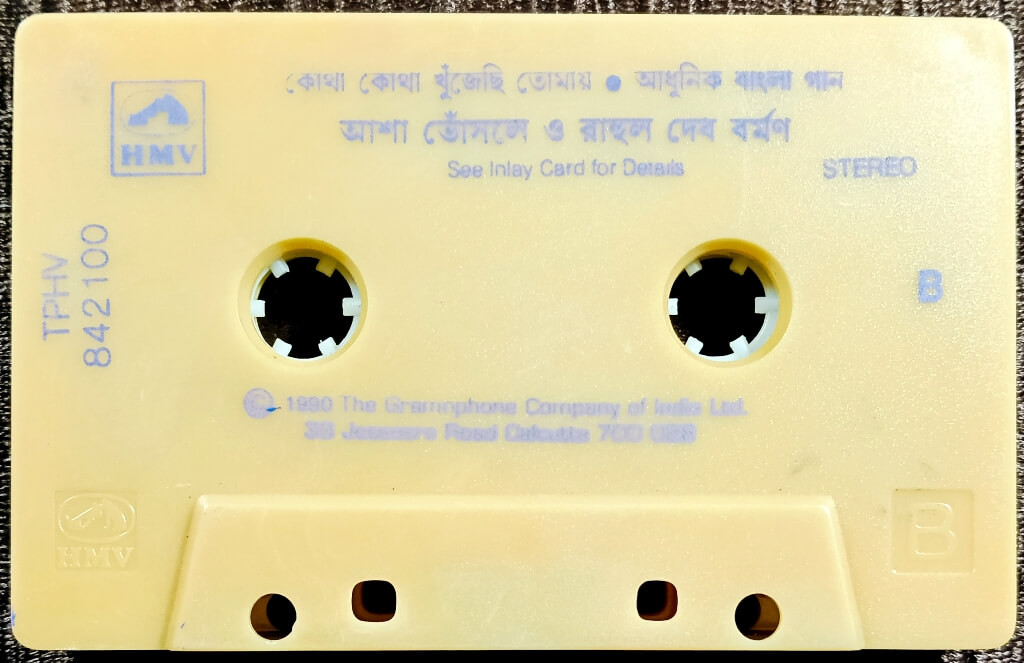 কোথা কোথা খুঁজেছি তোমায় ● আধুনিক বাংলা গান
HMV
আশা ভোঁসলে ও রাহুল দেব বর্মণ
See Inlay Card for Details
STEREO
TPHV
842100
B
© 1990 The Gramophone Company of India Ltd.
33 Jessore Road Calcutta 700 028
HMV
B